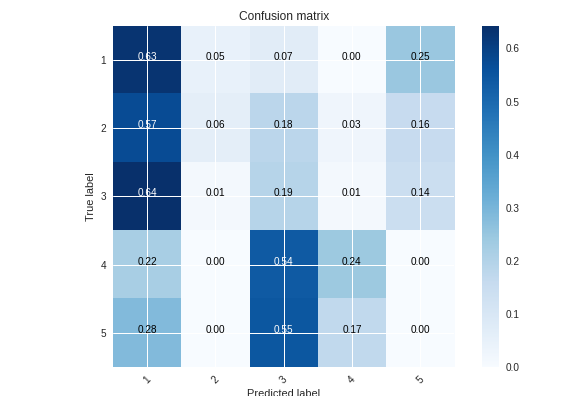 Confusion matrix
1 0.63 0.05 0.07 0.00 0.25
2 0.57 0.06 0.18 0.03 0.16
3 0.64 0.01 0.19 0.01 0.14
4 0.22 0.00 0.54 0.24 0.00
5 0.28 0.00 0.55 0.17 0.00
1 2 3 4 5
True label
Predicted label
0.6
0.5
0.4
0.3
0.2
0.1
0.0